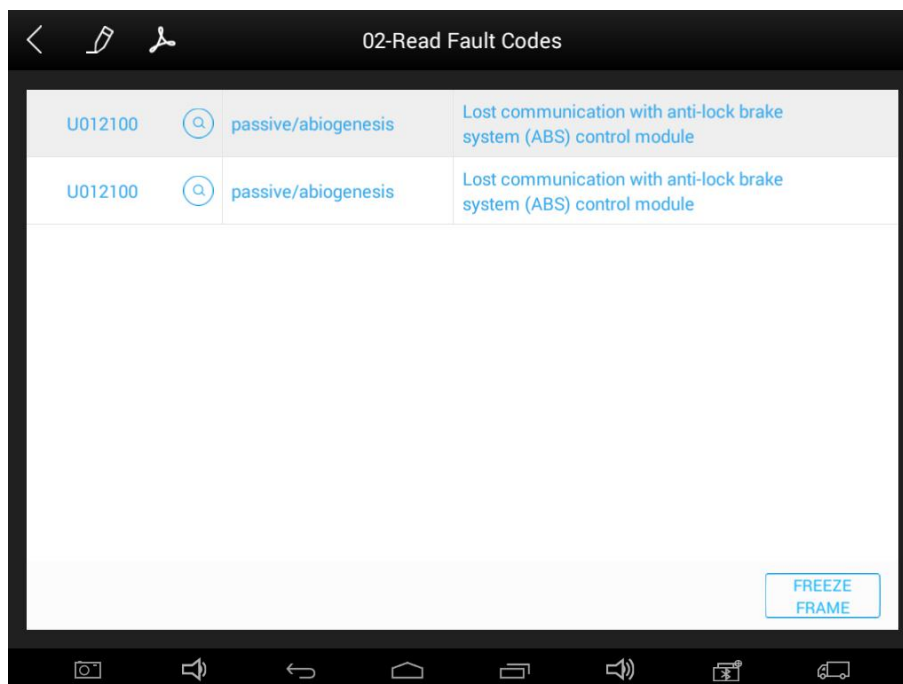 02-Read Fault Codes
U012100 passive/abiogenesis Lost communication with anti-lock brake
system (ABS) control module
U012100 passive/abiogenesis Lost communication with anti-lock brake
system (ABS) control module
FREEZE
FRAME